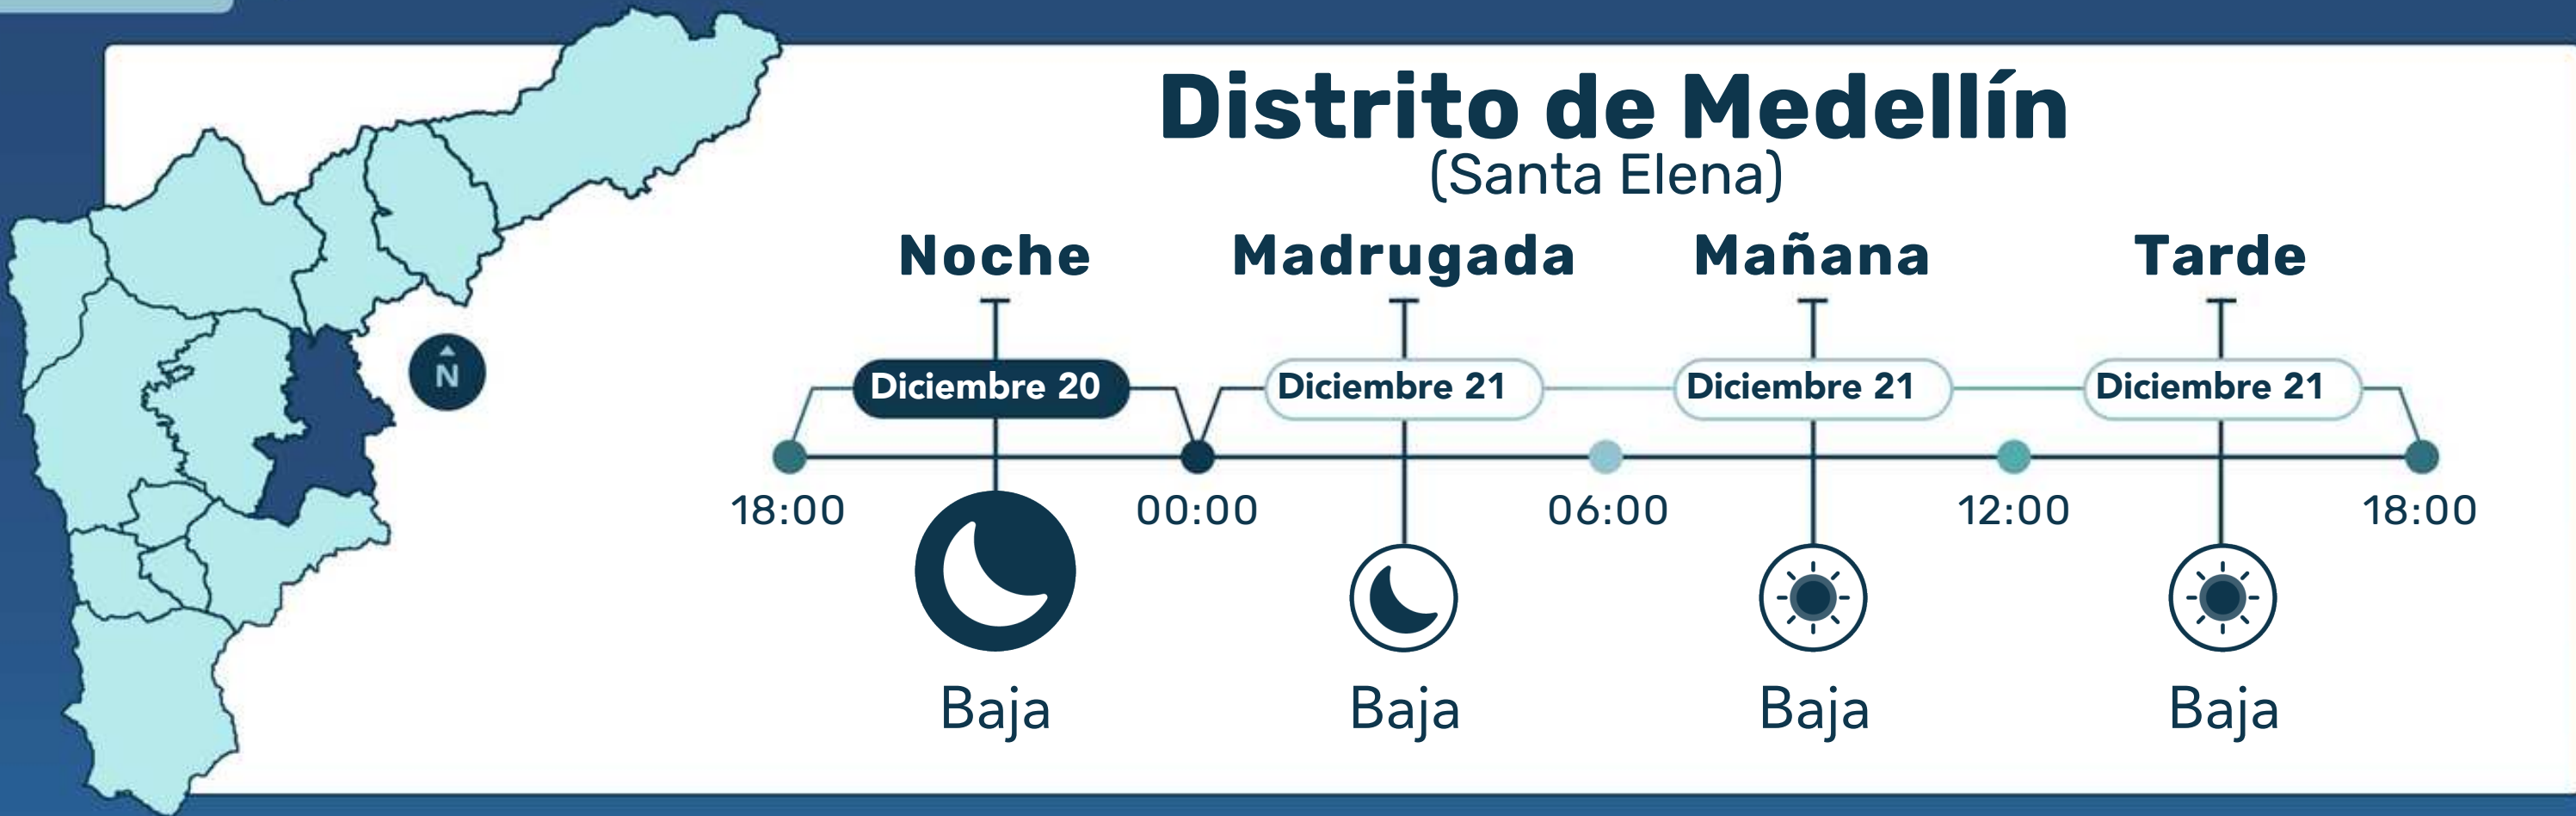 Distrito de Medellín
(Santa Elena)
Noche Madrugada Mañana Tarde
N
Diciembre 20 Diciembre 21 Diciembre 21 Diciembre 21
18:00 00:00 06:00 12:00 18:00
Baja Baja Baja Baja